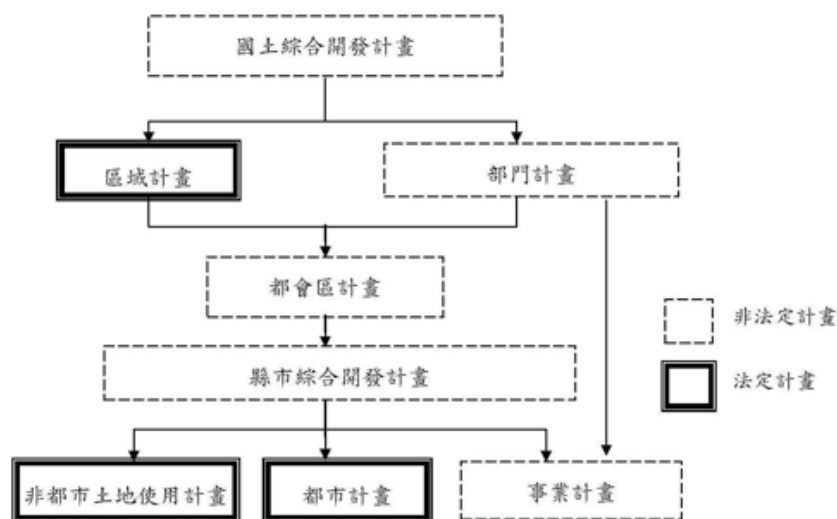 國土綜合開發計畫
區域計畫
部門計畫
都會區計畫
非法定計畫
縣市綜合開發計畫
法定計畫
非都市土地使用計畫
都市計畫
事業計畫